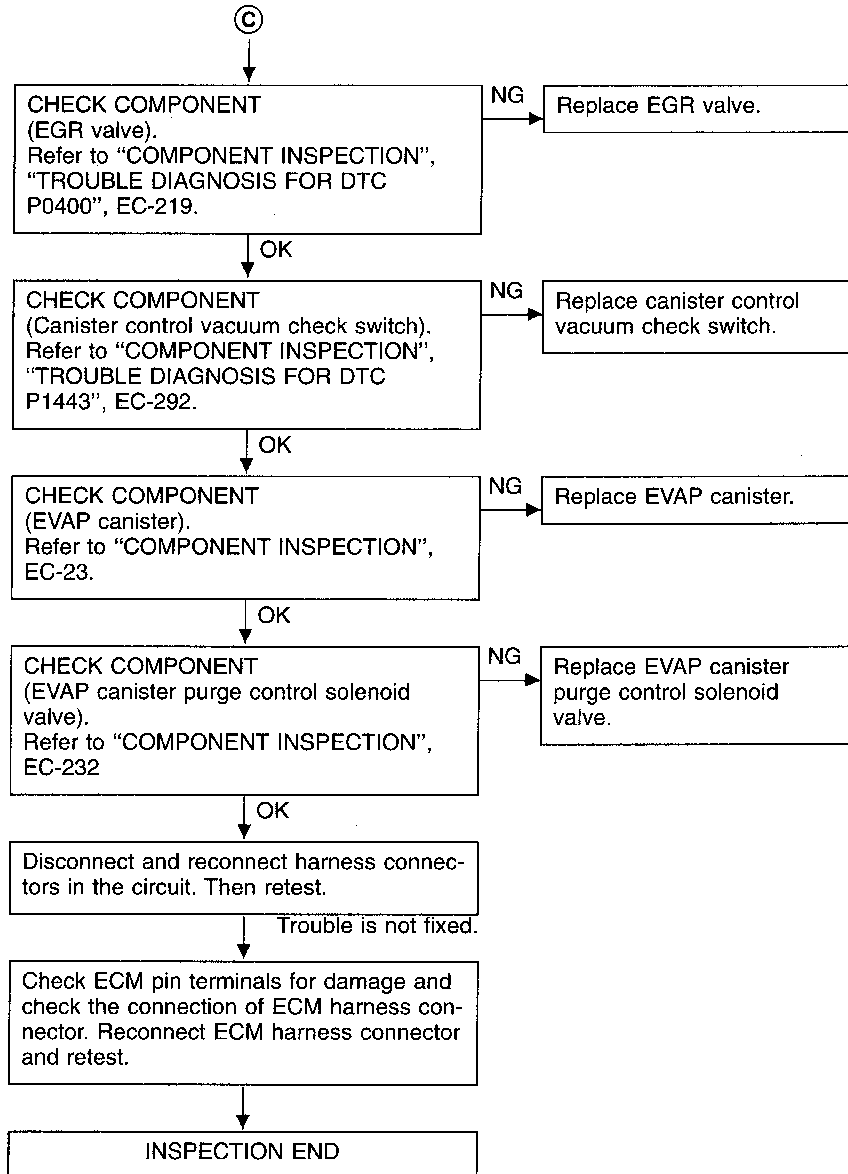 C
CHECK COMPONENT
(EGR valve).
Refer to “COMPONENT INSPECTION”,
“TROUBLE DIAGNOSIS FOR DTC
P0400”, EC-219.
NG
Replace EGR valve.
OK
CHECK COMPONENT
(Canister control vacuum check switch).
Refer to “COMPONENT INSPECTION”,
“TROUBLE DIAGNOSIS FOR DTC
P1443”, EC-292.
NG
Replace canister control
vacuum check switch.
OK
CHECK COMPONENT
(EVAP canister).
Refer to “COMPONENT INSPECTION”,
EC-23.
NG
Replace EVAP canister.
OK
CHECK COMPONENT
(EVAP canister purge control solenoid
valve).
Refer to “COMPONENT INSPECTION”,
EC-232
NG
Replace EVAP canister
purge control solenoid
valve.
OK
Disconnect and reconnect harness connec-
tors in the circuit. Then retest.
Trouble is not fixed.
Check ECM pin terminals for damage and
check the connection of ECM harness con-
nector. Reconnect ECM harness connector
and retest.
INSPECTION END